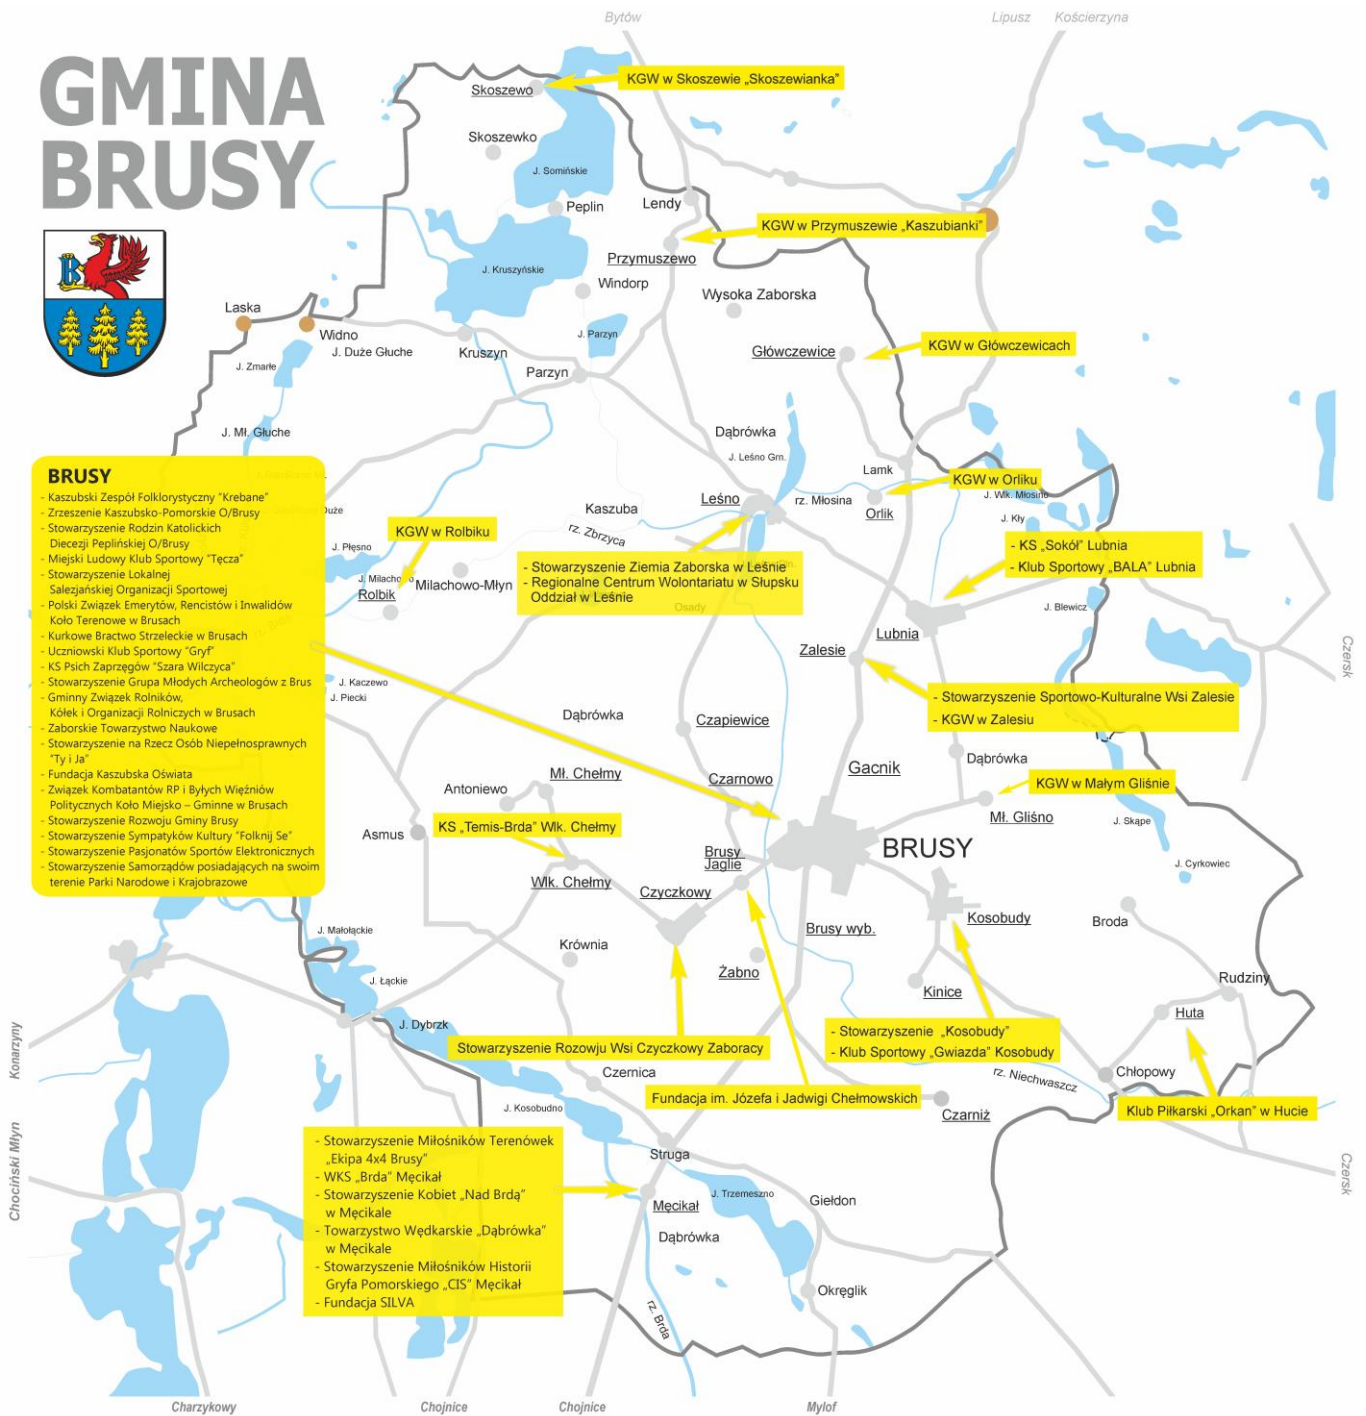 Bytów
Lipusz
Kościerzyna
GMINA
BRUSY
Skoszewo
KGW w Skoszewie „Skoszewianka”
Skoszewko
J. Somińskie
Peplin
Lendy
KGW w Przymuszewie „Kaszubianki”
Przymuszewo
J. Kruszyńskie
Windorp
Wysoka Zaborska
Laska
Widno
J. Duże Głuche
Kruszyn
J. Parzyn
Główczewice
KGW w Główczewicach
J. Zmarłe
Parzyn
J. Mł. Głuche
Dąbrówka
J. Leśno Grn.
Lamk
KGW w Orliku
J. Wlk. Młosino
Leśno
rz. Młosina
Orlik
J. Kły
Kaszuba
rz. Zbrzyca
BRUSY
- Kaszubski Zespół Folklorystyczny "Krebane"
- Zrzeszenie Kaszubsko-Pomorskie O/Brusy
- Stowarzyszenie Rodzin Katolickich
Diecezji Peplińskiej O/Brusy
- Miejski Ludowy Klub Sportowy "Tęcza"
- Stowarzyszenie Lokalnej
Salezjańskiej Organizacji Sportowej
- Polski Związek Emerytów, Rencistów i Inwalidów
Koło Terenowe w Brusach
- Kurkowe Bractwo Strzeleckie w Brusach
- Uczniowski Klub Sportowy "Gryf"
- KS Psich Zaprzęgów "Szara Wilczyca"
- Stowarzyszenie Grupa Młodych Archeologów z Brus
- Gminny Związek Rolników,
Kółek i Organizacji Rolniczych w Brusach
- Zaborskie Towarzystwo Naukowe
- Stowarzyszenie na Rzecz Osób Niepełnosprawnych
"Ty i Ja"
- Fundacja Kaszubska Oświata
- Związek Kombatantów RP i Byłych Więźniów
Politycznych Koło Miejsko – Gminne w Brusach
- Stowarzyszenie Rozwoju Gminy Brusy
- Stowarzyszenie Sympatyków Kultury "Folknij Se"
- Stowarzyszenie Pasjonatów Sportów Elektronicznych
- Stowarzyszenie Samorządów posiadających na swoim
terenie Parki Narodowe i Krajobrazowe
Duże
KGW w Rolbiku
J. Płęsno
J. Milachowo
Milachowo-Młyn
Rolbik
- Stowarzyszenie Ziemia Zaborska w Leśnie
- Regionalne Centrum Wolontariatu w Słupsku
Oddział w Leśnie
Osady
- KS „Sokół” Lubnia
- Klub Sportowy „BALA” Lubnia
J. Blewicz
Lubnia
Zalesie
Czersk
J. Kaczewo
J. Piecki
- Stowarzyszenie Sportowo-Kulturalne Wsi Zalesie
- KGW w Zalesiu
Dąbrówka
Czapiewice
Dąbrówka
Gacnik
Mł. Chełmy
Czarnowo
Antoniewo
KGW w Małym Gliśnie
Mł. Gliśno
J. Skąpe
KS „Temis-Brda” Wlk. Chełmy
Asmus
BRUSY
Brusy
Jaglie
J. Cyrkowiec
Wlk. Chełmy
Czyczkowy
Kosobudy
Broda
Brusy wyb.
J. Małołąckie
Krównia
Żabno
Kinice
Rudziny
J. Łąckie
Huta
J. Dybrzk
- Stowarzyszenie „Kosobudy”
- Klub Sportowy „Gwiazda” Kosobudy
Stowarzyszenie Rozowju Wsi Czyczkowy Zaboracy
Konarzyny
Czernica
rz. Niechwaszcz
Chłopowy
Fundacja im. Józefa i Jadwigi Chełmowskich
J. Kosobudno
Czarniż
Klub Piłkarski „Orkan” w Hucie
- Stowarzyszenie Miłośników Terenówek
„Ekipa 4x4 Brusy”
- WKS „Brda” Męcikał
- Stowarzyszenie Kobiet „Nad Brdą”
w Męcikale
- Towarzystwo Wędkarskie „Dąbrówka”
w Męcikale
- Stowarzyszenie Miłośników Historii
Gryfa Pomorskiego „CIS” Męcikał
- Fundacja SILVA
Struga
Chociński Młyn
Czersk
J. Trzemeszno
Giełdon
Męcikał
Dąbrówka
Okręglik
rz. Brda
Charzykowy
Chojnice
Chojnice
Mylof